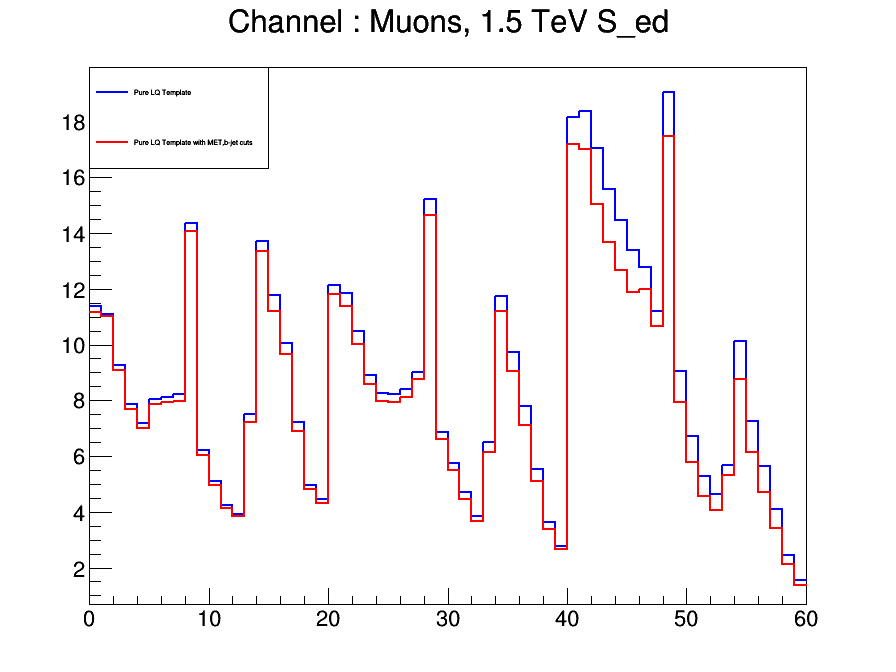 Channel : Muons, 1.5 TeV S_ed
Pure LQ Template
Pure LQ Template with MET,b-jet cuts
18
16
14
12
10
8
6
4
2
0 10 20 30 40 50 60